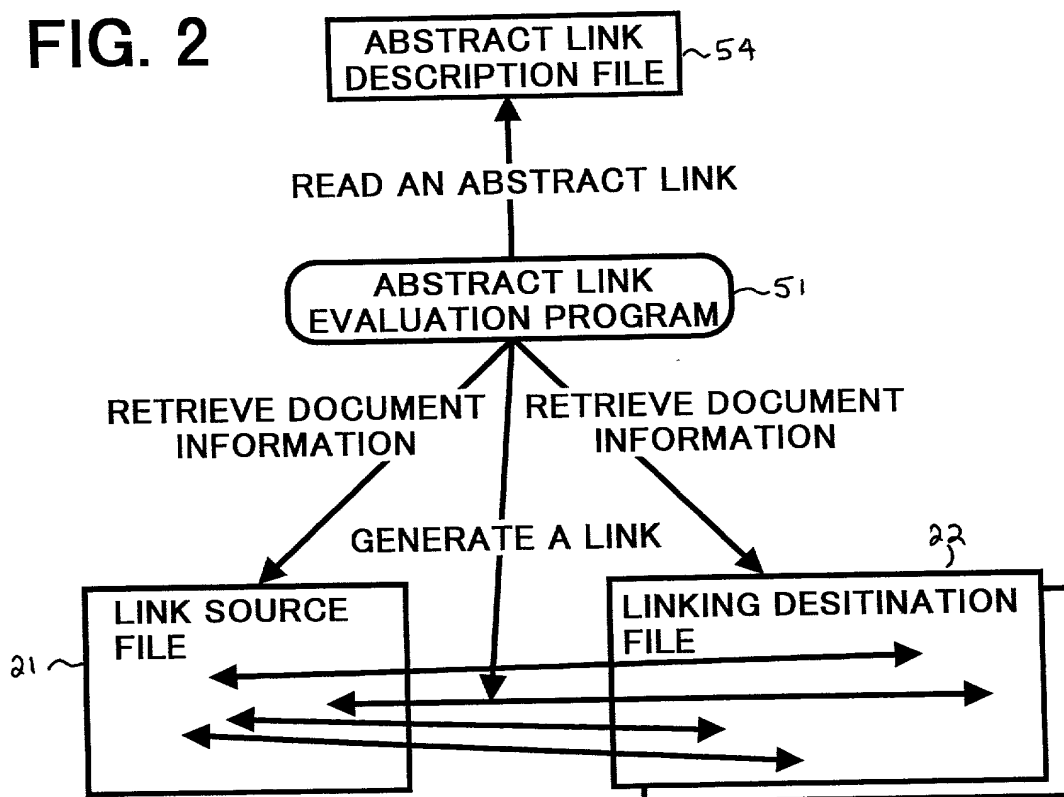 FIG. 2
ABSTRACT LINK
DESCRIPTION FILE
54
READ AN ABSTRACT LINK
ABSTRACT LINK
EVALUATION PROGRAM
51
RETRIEVE DOCUMENT
INFORMATION
RETRIEVE DOCUMENT
INFORMATION
GENERATE A LINK
22
LINK SOURCE
FILE
LINKING DESITINATION
FILE
21